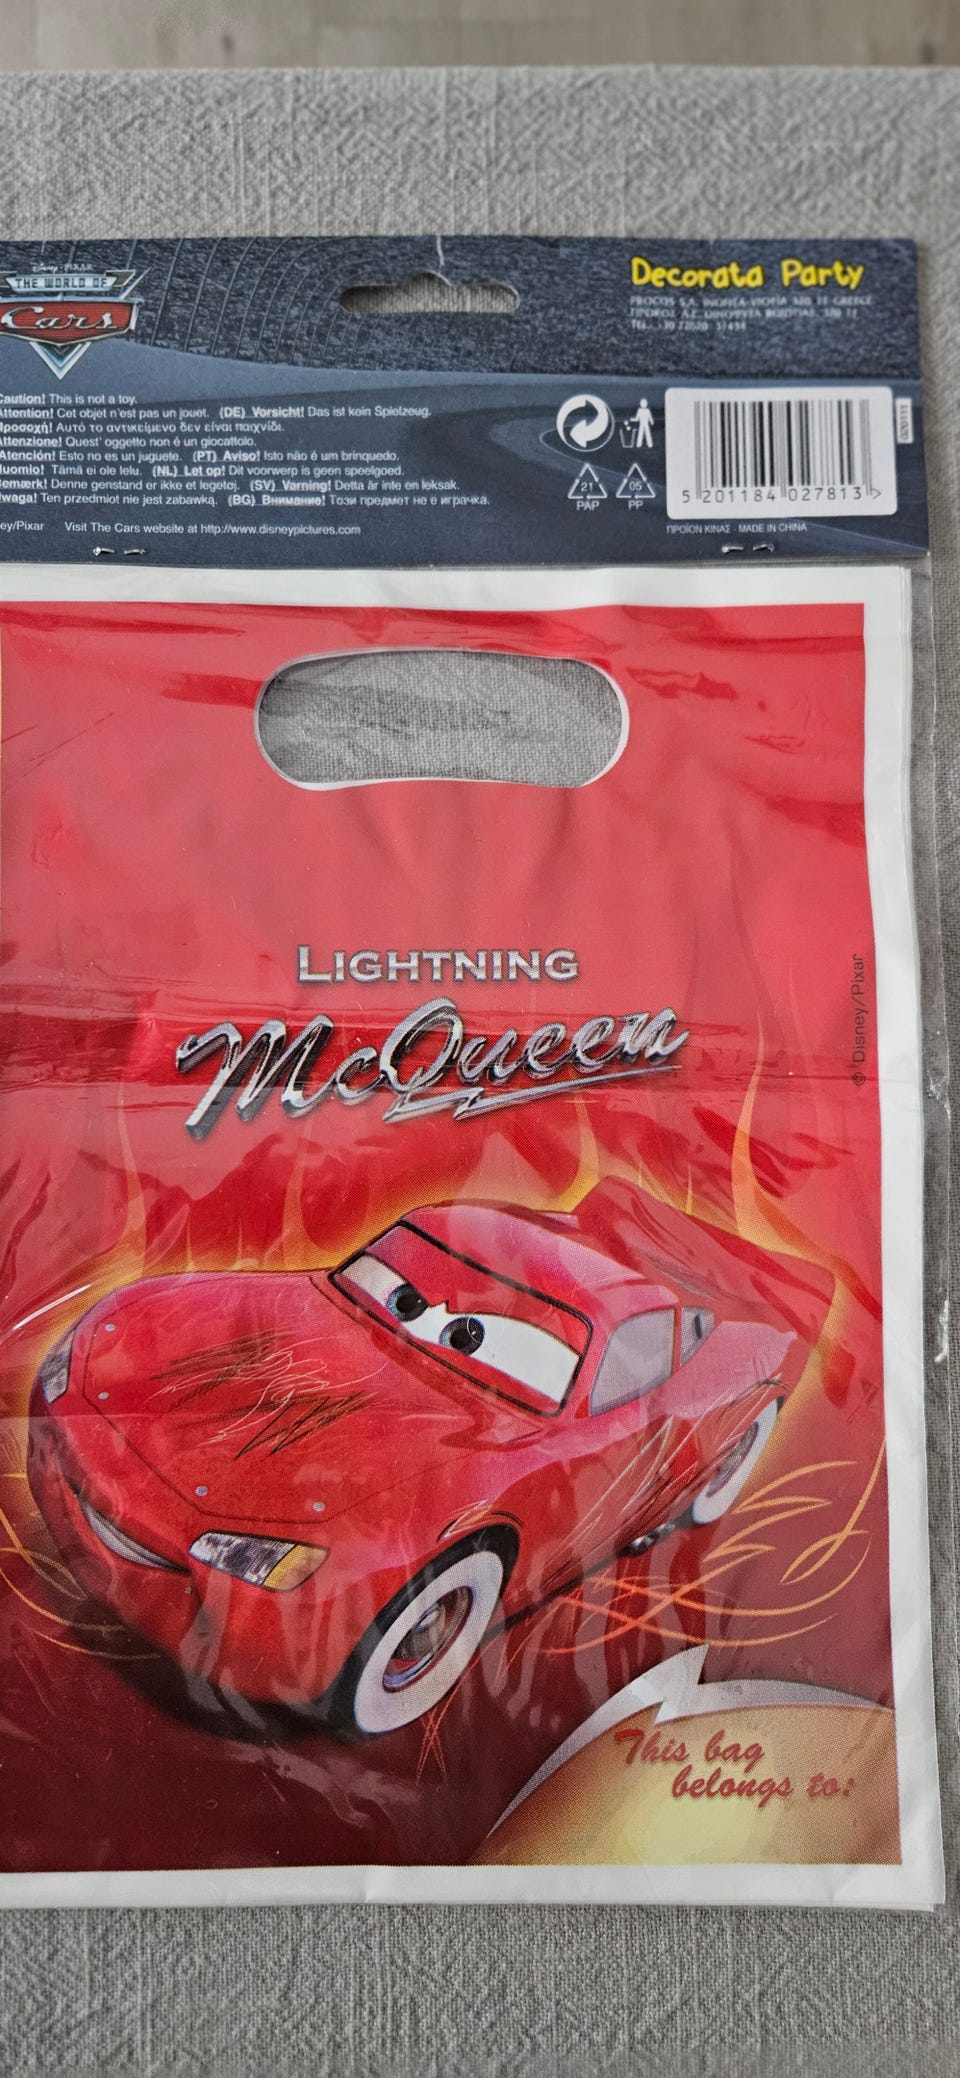 Disney · PIXAR
THE WORLD OF
Cars
Decorata Party
PROCOS S.A.
Caution! This is not a toy.
Attention! Cet objet n'est pas un jouet. (DE) Vorsicht! Das ist kein Spielzeug.
Προσοχή! Αυτό το αντικείμενο δεν είναι παιχνίδι.
Attenzione! Quest' oggetto non é un giocattolo.
Atención! Esto no es un juguete. (PT) Aviso! Isto não é um brinquedo.
Huomio! Tämä ei ole lelu. (NL) Let op! Dit voorwerp is geen speelgoed.
Bemærk! Denne genstand er ikke et legetøj. (SV) Varning! Detta är inte en leksak.
Uwaga! Ten przedmiot nie jest zabawką. (BG) Внимание! Този предмет не е играчка.
ey/Pixar Visit The Cars website at http://www.disneypictures.com
21
PAP
05
PP
5 201184 027813 >
ΠΡΟΪΟΝ ΚΙΝΑΣ - MADE IN CHINA
LIGHTNING
McQueen
© Disney/Pixar
This bag
belongs to: